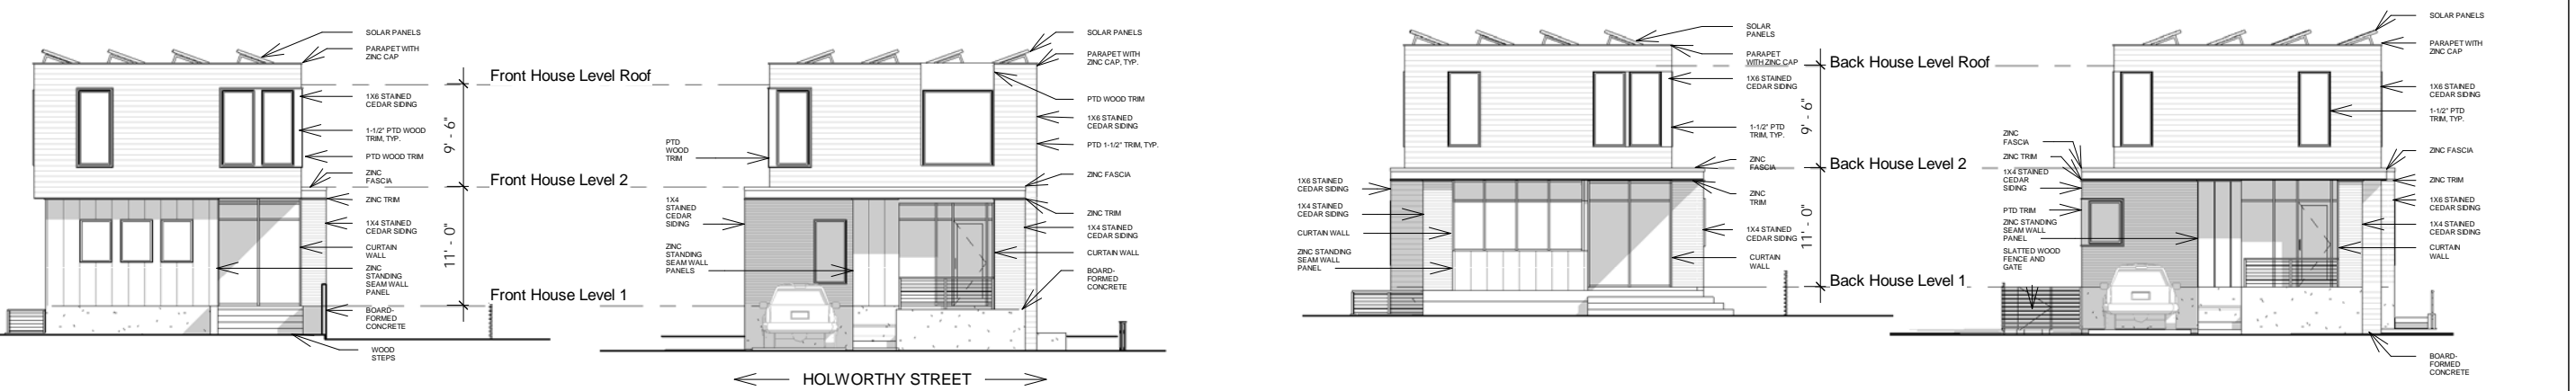 SOLAR PANELS
PARAPET WITH
ZINC CAP
1X6 STAINED
CEDAR SIDING
1-1/2" PTD WOOD
TRIM, TYP.
PTD WOOD TRIM
ZINC
FASCIA
ZINC TRIM
1X4 STAINED
CEDAR SIDING
CURTAIN
WALL
ZINC
STANDING
SEAM WALL
PANEL
BOARD-
FORMED
CONCRETE
WOOD
STEPS
Front House Level Roof
9' - 6"
Front House Level 2
11' - 0"
Front House Level 1
PTD
WOOD
TRIM
1X4
STAINED
CEDAR
SIDING
ZINC
STANDING
SEAM WALL
PANELS
SOLAR PANELS
PARAPET WITH
ZINC CAP, TYP.
PTD WOOD TRIM
1X6 STAINED
CEDAR SIDING
PTD 1-1/2" TRIM, TYP.
ZINC FASCIA
ZINC TRIM
1X4 STAINED
CEDAR SIDING
CURTAIN WALL
BOARD-
FORMED
CONCRETE
HOLWORTHY STREET
1X6 STAINED
CEDAR SIDING
1X4 STAINED
CEDAR SIDING
CURTAIN WALL
ZINC STANDING
SEAM WALL
PANEL
SOLAR
PANELS
PARAPET
WITH ZINC CAP
1X6 STAINED
CEDAR SIDING
1-1/2" PTD
TRIM, TYP.
ZINC
FASCIA
ZINC
TRIM
1X4 STAINED
CEDAR SIDING
CURTAIN
WALL
Back House Level Roof
9' - 6"
Back House Level 2
11' - 0"
Back House Level 1
ZINC
FASCIA
ZINC TRIM
1X4 STAINED
CEDAR
SIDING
PTD TRIM
ZINC STANDING
SEAM WALL
PANEL
SLATTED WOOD
FENCE AND
GATE
SOLAR PANELS
PARAPET WITH
ZINC CAP
1X6 STAINED
CEDAR SIDING
1-1/2" PTD
TRIM, TYP.
ZINC FASCIA
ZINC TRIM
1X6 STAINED
CEDAR SIDING
1X4 STAINED
CEDAR SIDING
CURTAIN
WALL
BOARD-
FORMED
CONCRETE